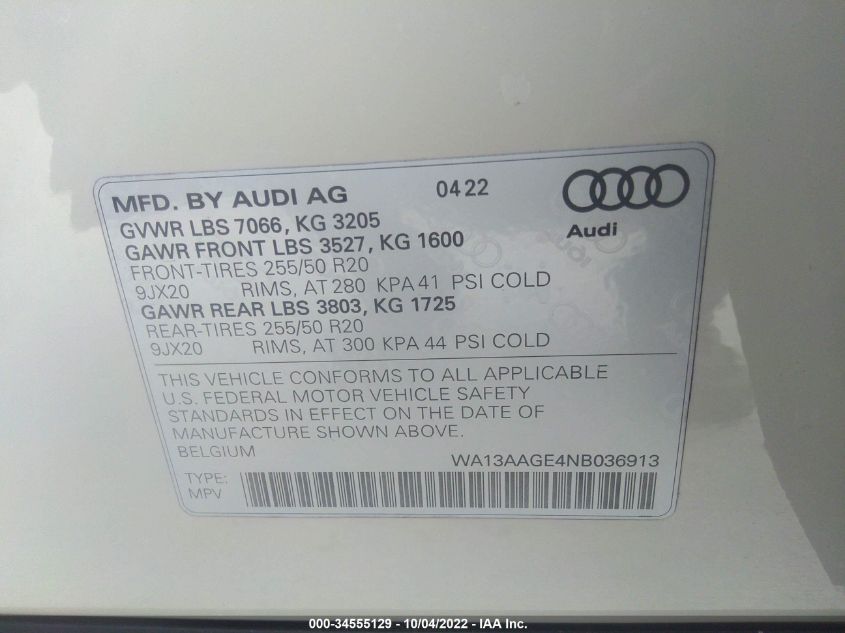 MFD. BY AUDI AG 04 22
GVWR LBS 7066, KG 3205
GAWR FRONT LBS 3527, KG 1600
FRONT-TIRES 255/50 R20
9JX20 RIMS, AT 280 KPA 41 PSI COLD
GAWR REAR LBS 3803, KG 1725
REAR-TIRES 255/50 R20
9JX20 RIMS, AT 300 KPA 44 PSI COLD
Audi
THIS VEHICLE CONFORMS TO ALL APPLICABLE
U.S. FEDERAL MOTOR VEHICLE SAFETY
STANDARDS IN EFFECT ON THE DATE OF
MANUFACTURE SHOWN ABOVE.
BELGIUM
WA13AAGE4NB036913
TYPE:
MPV
000-34555129 - 10/04/2022 - IAA Inc.